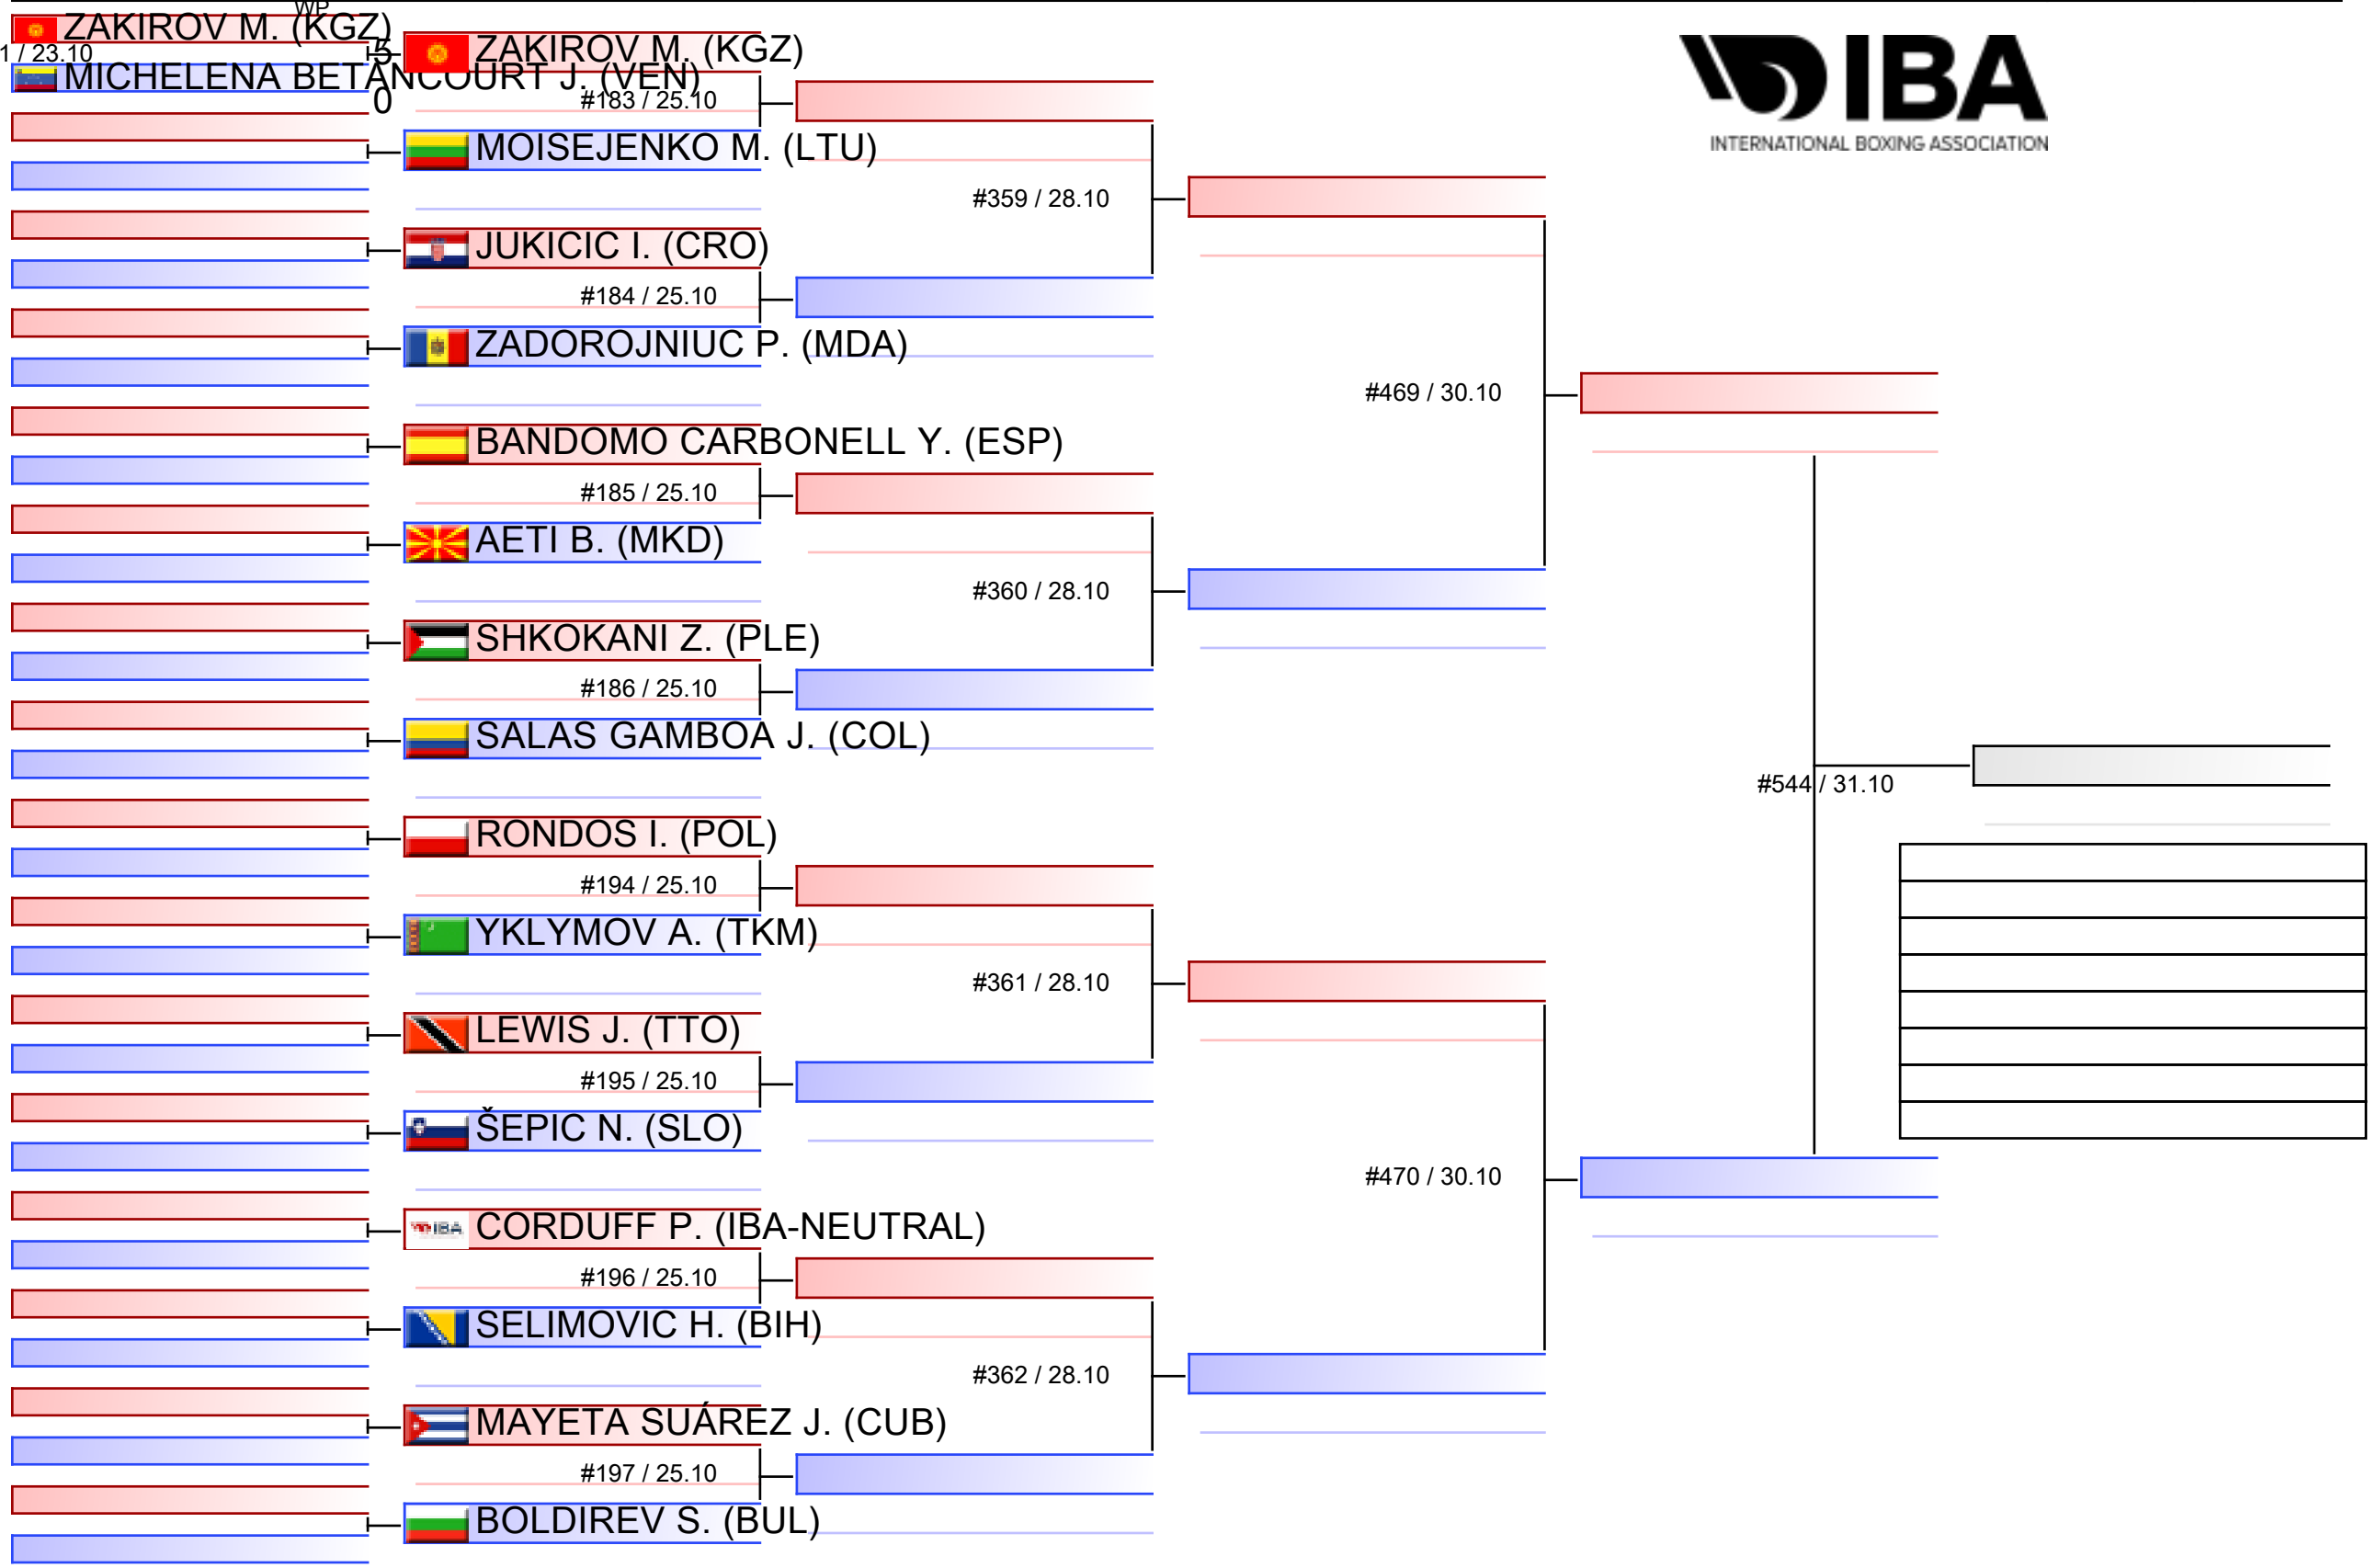 WP
ZAKIROV M. (KGZ)
5
1 / 23.10
MICHELENA BETANCOURT J. (VEN)
0
ZAKIROV M. (KGZ)
#183 / 25.10
MOISEJENKO M. (LTU)
JUKICIC I. (CRO)
#184 / 25.10
ZADOROJNIUC P. (MDA)
BANDOMO CARBONELL Y. (ESP)
#185 / 25.10
AETI B. (MKD)
SHKOKANI Z. (PLE)
#186 / 25.10
SALAS GAMBOA J. (COL)
RONDOS I. (POL)
#194 / 25.10
YKLYMOV A. (TKM)
LEWIS J. (TTO)
#195 / 25.10
ŠEPIC N. (SLO)
IBA
CORDUFF P. (IBA-NEUTRAL)
#196 / 25.10
SELIMOVIC H. (BIH)
MAYETA SUÁREZ J. (CUB)
#197 / 25.10
BOLDIREV S. (BUL)
#359 / 28.10
#360 / 28.10
#361 / 28.10
#362 / 28.10
#469 / 30.10
#470 / 30.10
#544 / 31.10
IBA
INTERNATIONAL BOXING ASSOCIATION